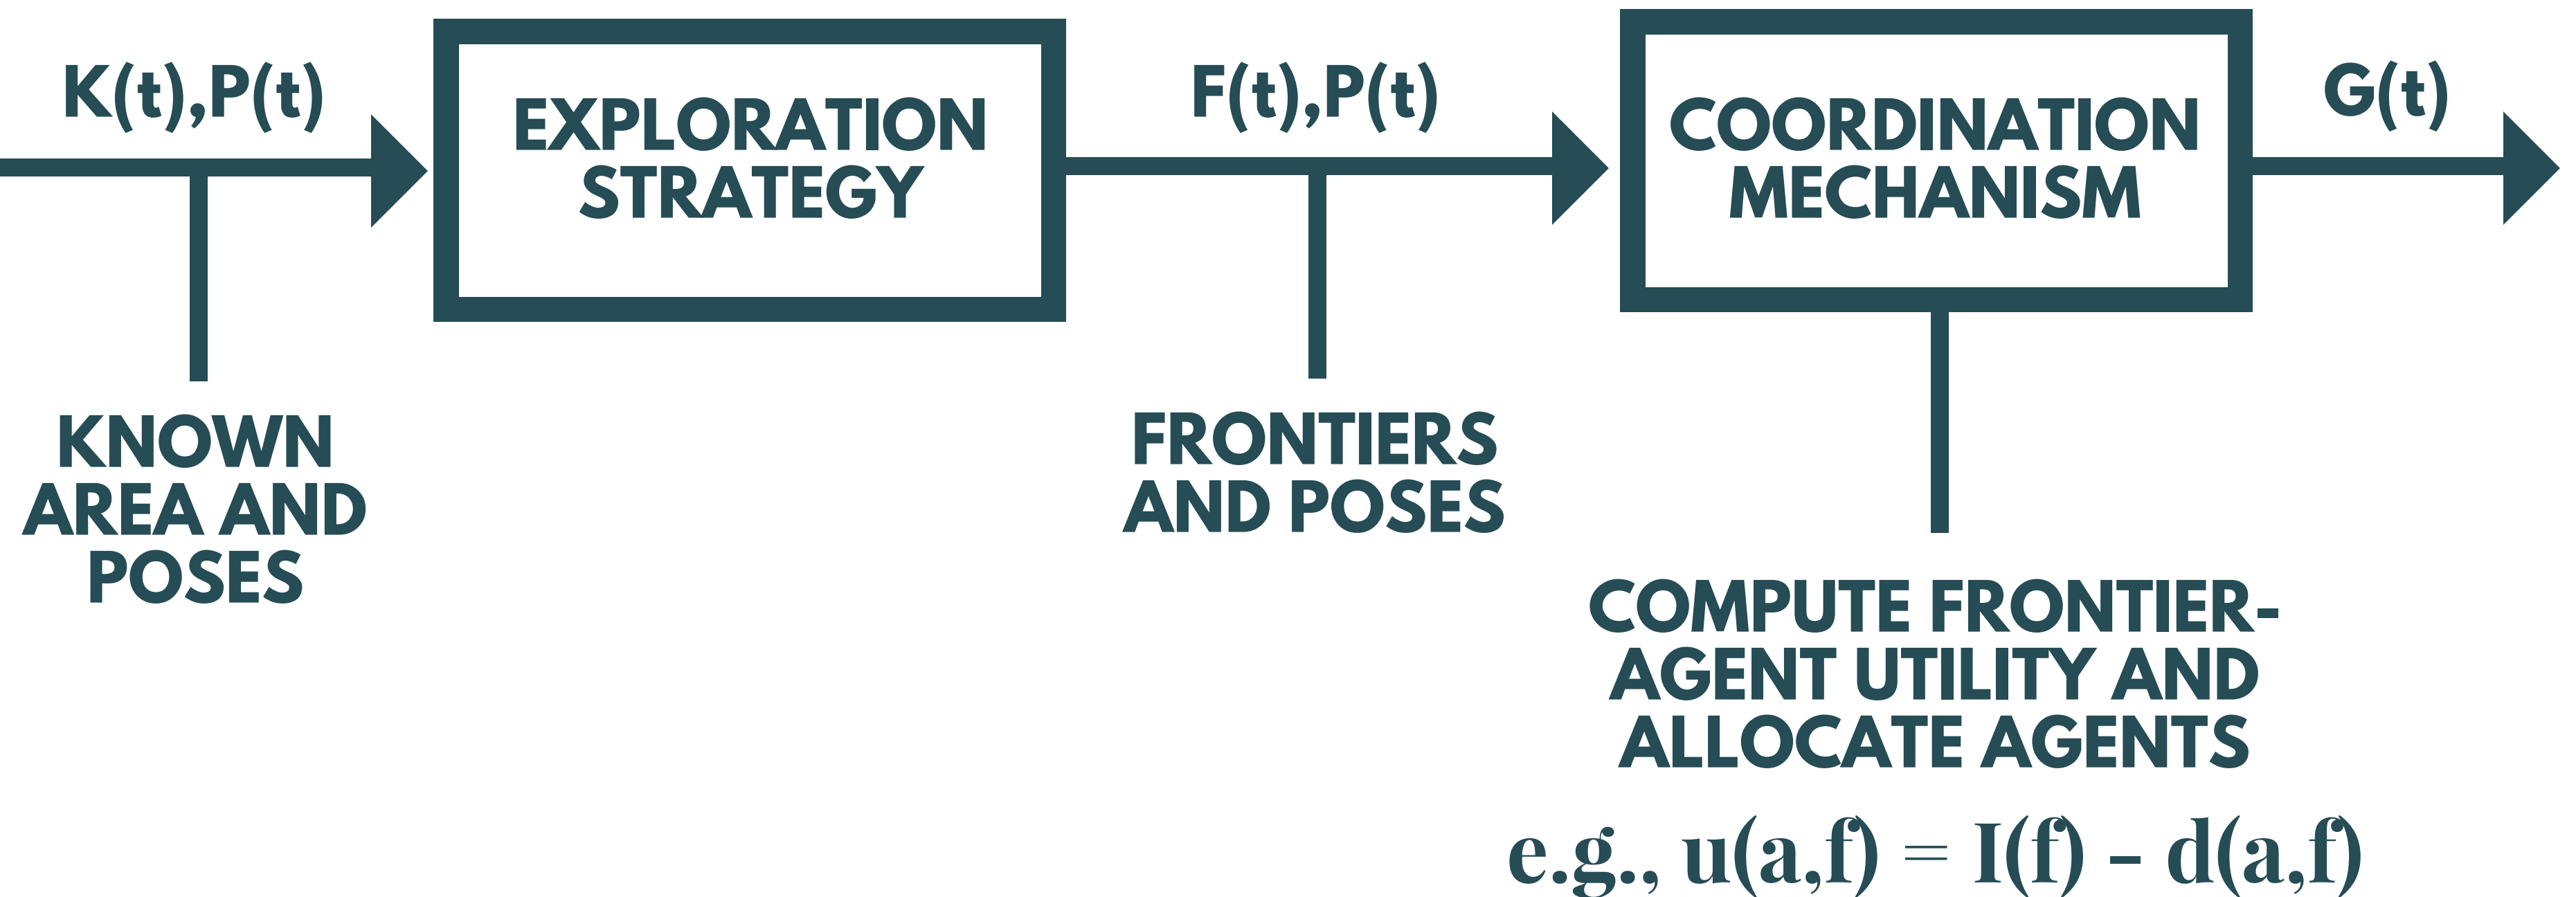 K(t),P(t)
EXPLORATION
STRATEGY
F(t),P(t)
COORDINATION
MECHANISM
G(t)
KNOWN
AREA AND
POSES
FRONTIERS
AND POSES
COMPUTE FRONTIER-
AGENT UTILITY AND
ALLOCATE AGENTS
e.g., u(a,f) = I(f) – d(a,f)